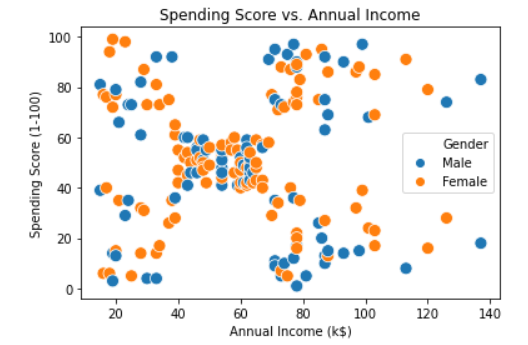 Spending Score vs. Annual Income
100
80
60
40
20
0
Spending Score (1-100)
Gender
Male
Female
20 40 60 80 100 120 140
Annual Income (k$)